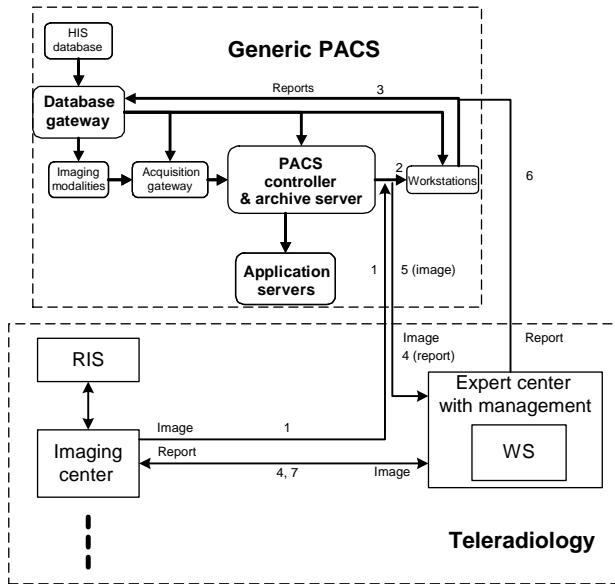 HIS
database
Generic PACS
Reports
3
Database
gateway
Imaging
modalities
Acquisition
gateway
PACS
controller
& archive server
2
Workstations
6
Application
servers
1
5 (image)
Image
4 (report)
Report
RIS
Expert center
with management
WS
Imaging
center
Image
1
Report
4, 7
Image
Teleradiology